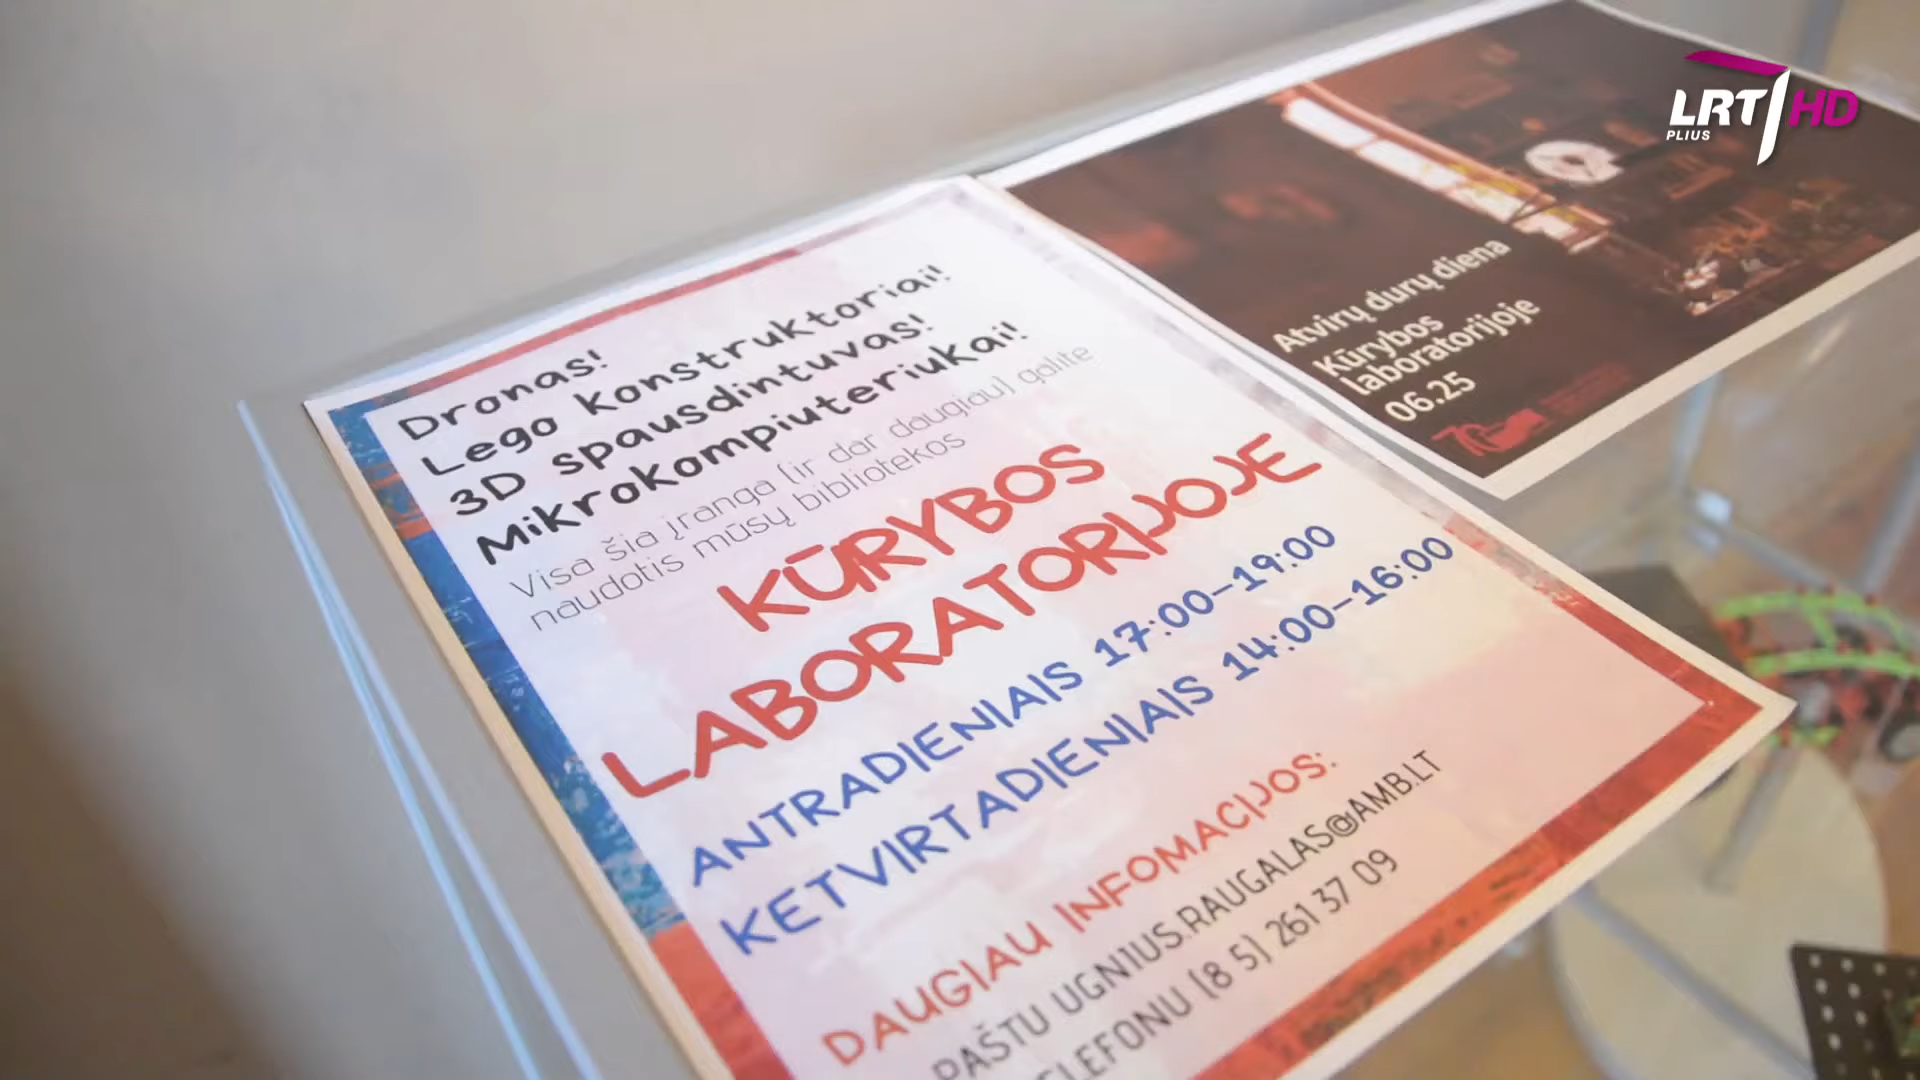 Dronas!
Lego Konstruktoriai!
3D spausdintuvas!
Mikrokompiuteriukai!
Visa šia įranga (ir dar daugiau) galite
naudotis mūsų bibliotekos
KŪRYBOS
LABORATORIJOJE
ANTRADIENIAIS 17:00-19:00
KETVIRTADIENIAIS 14:00-16:00
DAUGIAU INFOMACIJOS:
PAŠTU UGNIUS.RAUGALAS@AMB.LT
(8 5) 261 37 09
Atvirų durų diena
Kūrybos
laboratorijoje
06.25
LRT HD
PLIUS